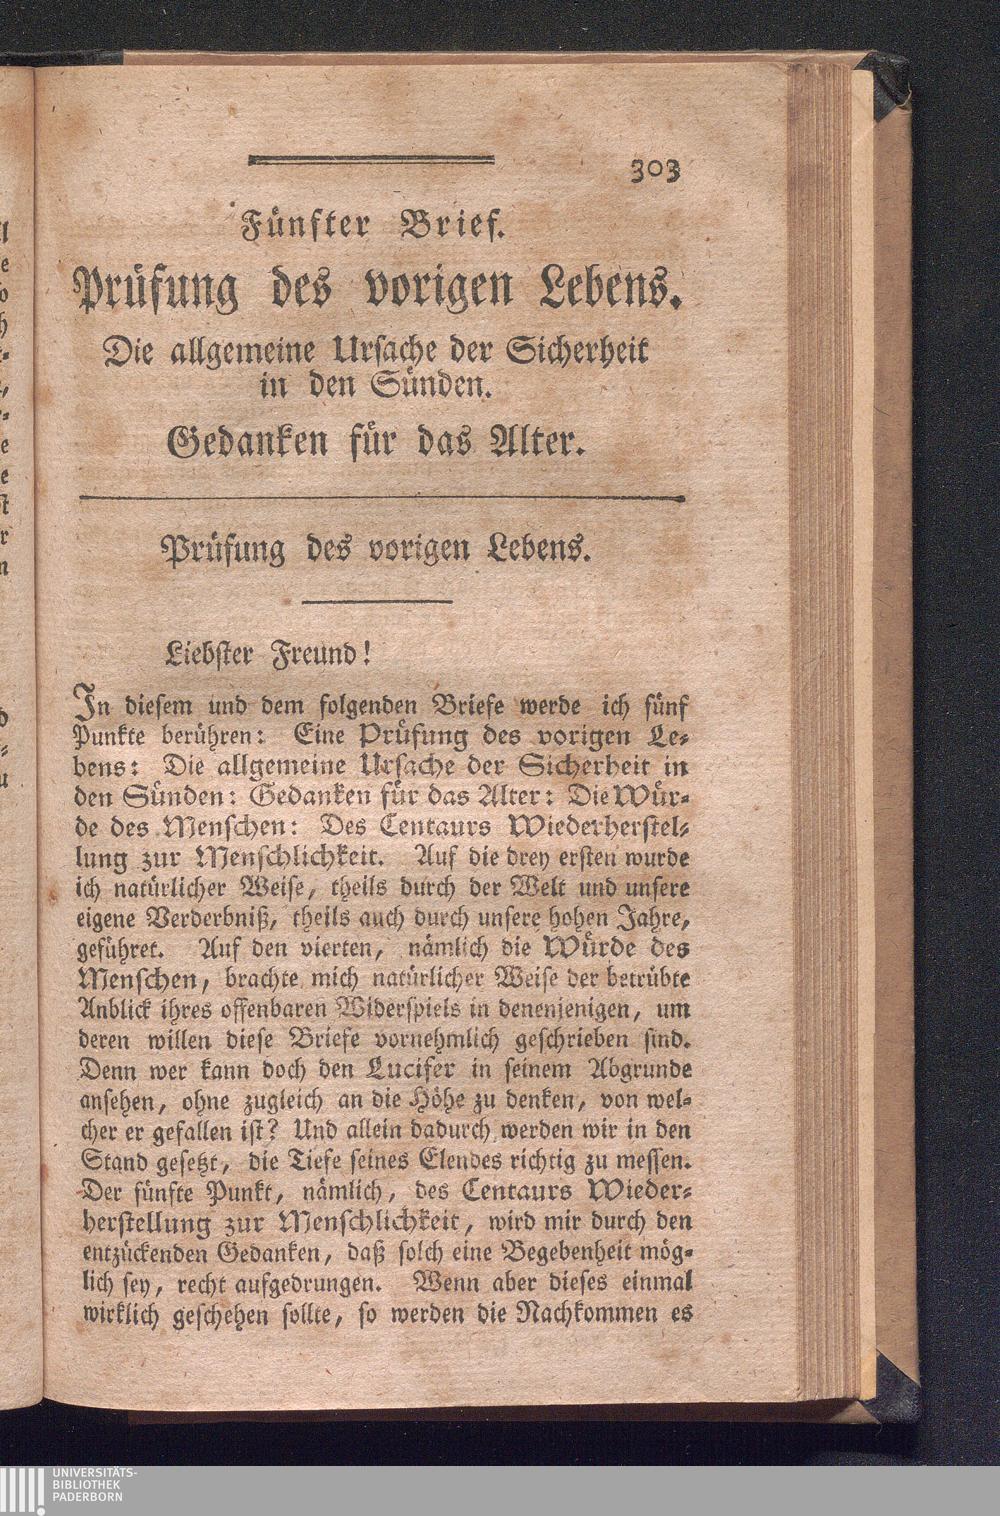 303
Fünfter Brief.
Prüfung des vorigen Lebens.
Die allgemeine Ursache der Sicherheit
in den Sünden.
Gedanken für das Alter.
Prüfung des vorigen Lebens.
Liebster Freund!
In diesem und dem folgenden Briefe werde ich fünf
Punkte berühren: Eine Prüfung des vorigen Le-
bens: Die allgemeine Ursache der Sicherheit in
den Sünden: Gedanken für das Alter: Die Wür-
de des Menschen: Des Centaurs Wiederherstel-
lung zur Menschlichkeit. Auf die drey ersten wurde
ich natürlicher Weise, theils durch der Welt und unsere
eigene Verderbniß, theils auch durch unsere hohen Jahre,
geführet. Auf den vierten, nämlich die Würde des
Menschen, brachte mich natürlicher Weise der betrübte
Anblick ihres offenbaren Widerspiels in denenjenigen, um
deren willen diese Briefe vornehmlich geschrieben sind.
Denn wer kann doch den Lucifer in seinem Abgrunde
ansehen, ohne zugleich an die Höhe zu denken, von wel-
cher er gefallen ist? Und allein dadurch werden wir in den
Stand gesetzt, die Tiefe seines Elendes richtig zu messen.
Der fünfte Punkt, nämlich, des Centaurs Wieder-
herstellung zur Menschlichkeit, wird mir durch den
entzückenden Gedanken, daß solch eine Begebenheit mög-
lich sey, recht aufgedrungen. Wenn aber dieses einmal
wirklich geschehen sollte, so werden die Nachkommen es
UNIVERSITÄTS-
BIBLIOTHEK
PADERBORN